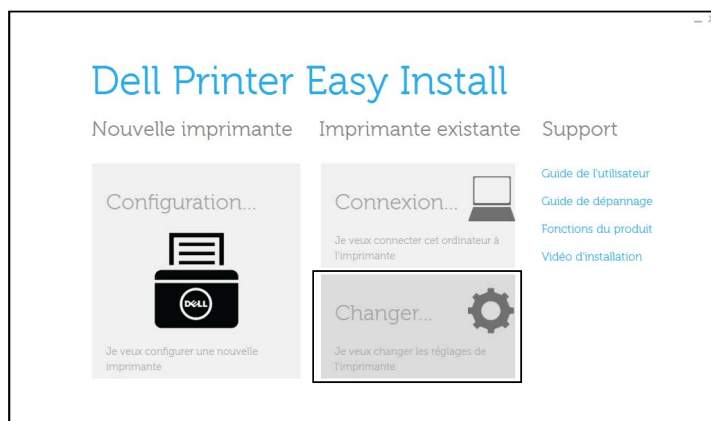 Dell Printer Easy Install
Nouvelle imprimante
Configuration...
DELL
Je veux configurer une nouvelle
imprimante
Imprimante existante
Connexion...
Je veux connecter cet ordinateur à
l'imprimante
Changer...
Je veux changer les réglages de
l'imprimante
Support
Guide de l'utilisateur
Guide de dépannage
Fonctions du produit
Vidéo d'installation